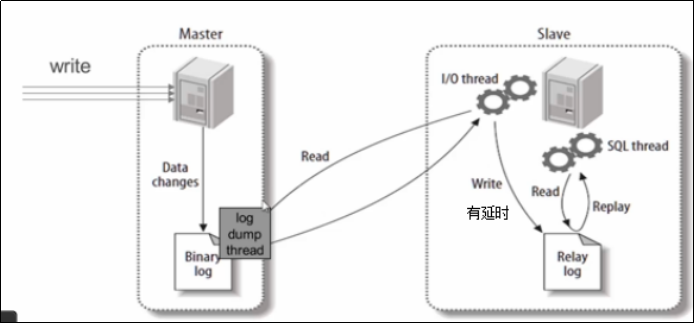 Master
write
Data
changes
Binary
log
log
dump
thread
Read
Slave
I/O thread
SQL thread
Write
有延时
Read
Replay
Relay
log